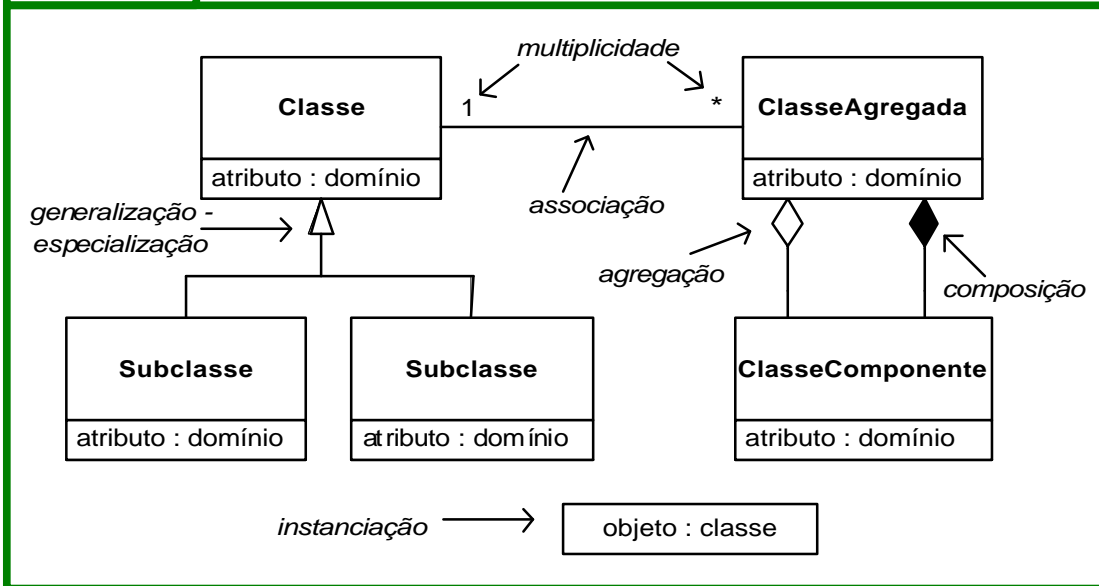 multiplicidade
Classe
1
*
ClasseAgregada
atributo : domínio
associação
atributo : domínio
generalização -
especialização
agregação
composição
Subclasse
atributo : domínio
Subclasse
atributo : domínio
ClasseComponente
atributo : domínio
instanciação
objeto : classe